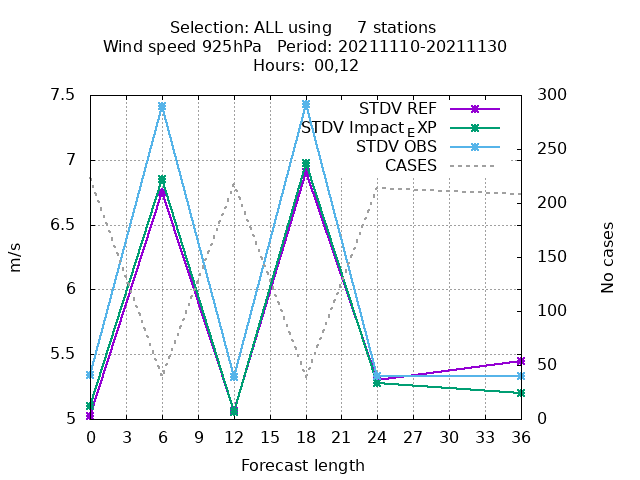 Selection: ALL using     7 stations
Wind speed 925hPa   Period: 20211110-20211130
Hours:  00,12
7.5
7
6.5
6
5.5
5
300
250
200
150
100
50
0
STDV REF
STDV Impact_EXP
STDV OBS
CASES
m/s
No cases
0 3 6 9 12 15 18 21 24 27 30 33 36
Forecast length